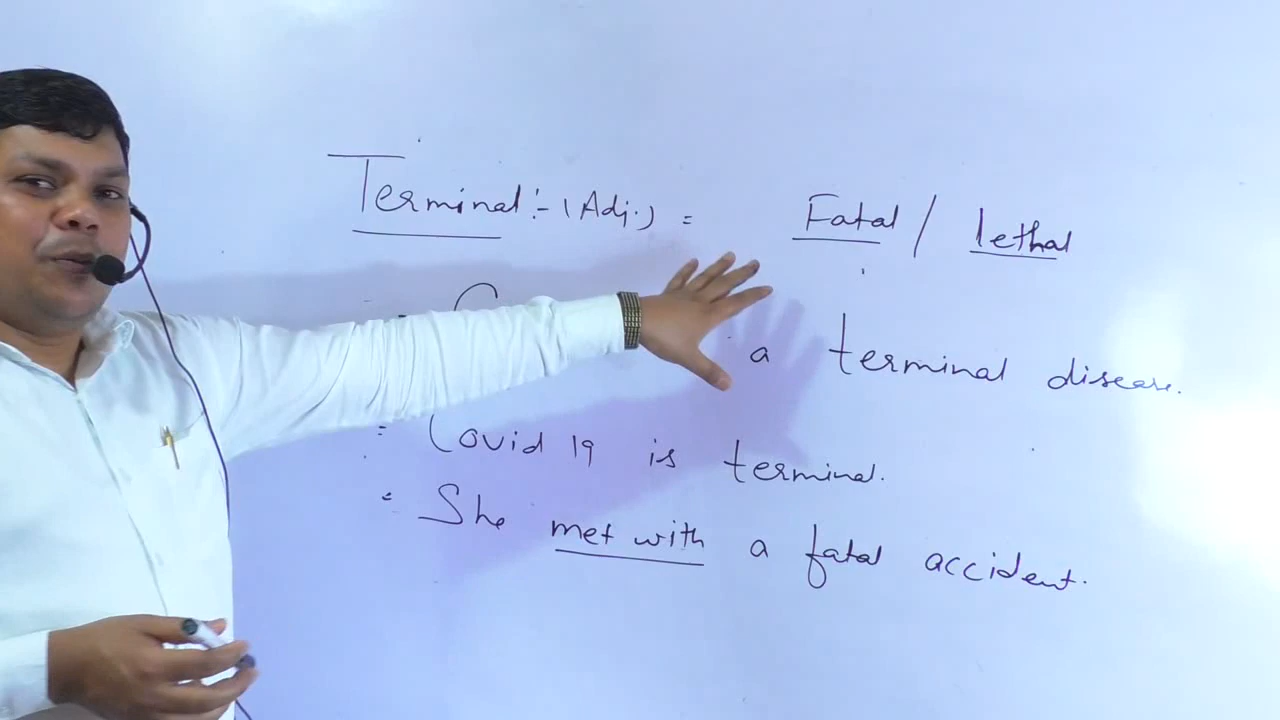 Terminal :- (Adj.) = Fatal / lethal
a terminal disease.
= Covid 19 is terminal.
= She met with a fatal accident.